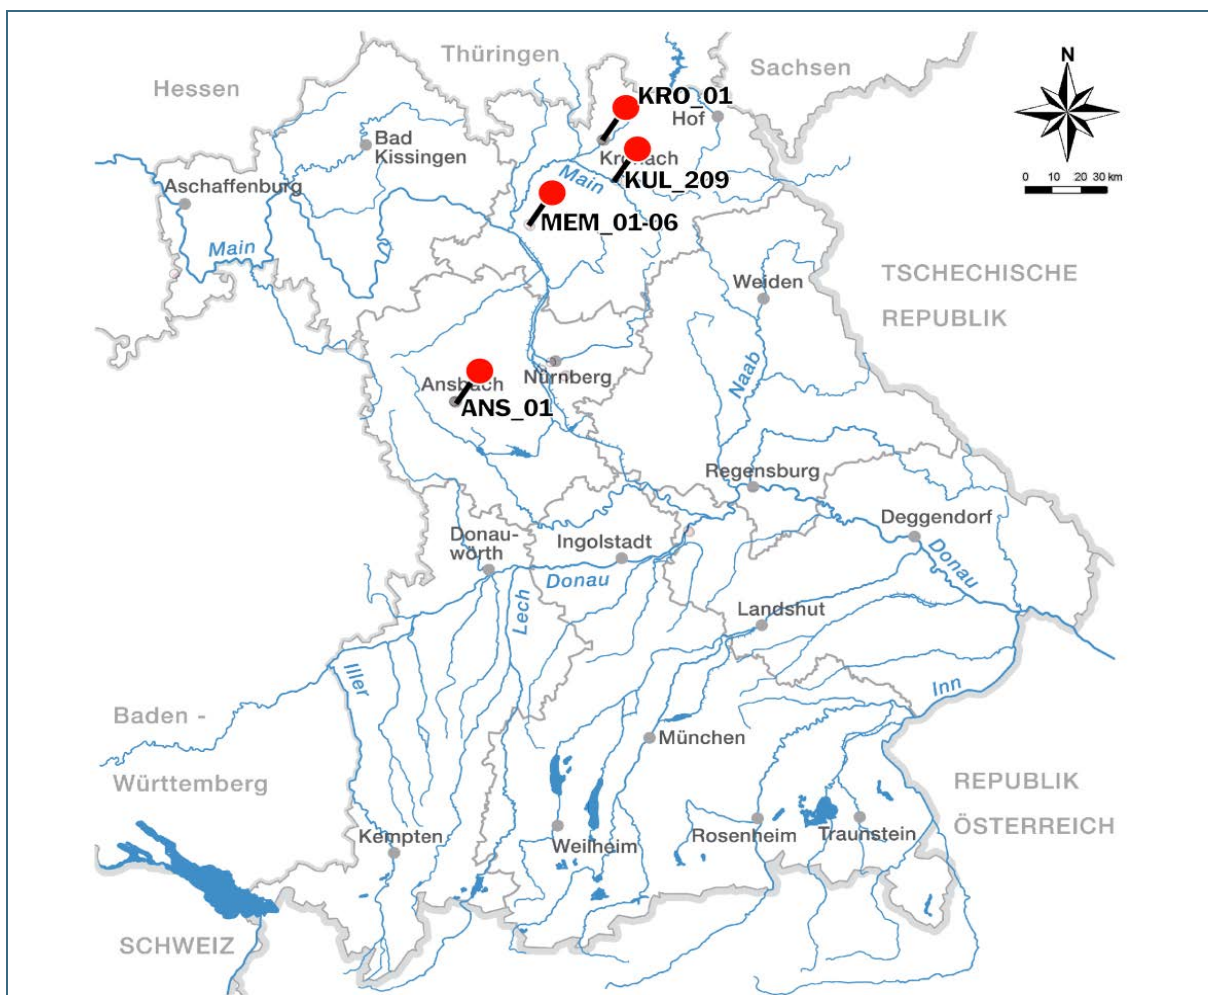 Thüringen
N
Sachsen
Hessen
KRO_01
Hof
Bad
Kissingen
Kronach
KUL_209
Main
Aschaffenburg
0 10 20 30 km
MEM_01-06
Main
TSCHECHISCHE
REPUBLIK
Weiden
Naab
Nürnberg
Ansbach
ANS_01
Regensburg
Deggendorf
Donau-
wörth
Ingolstadt
Donau
Donau
Lech
Landshut
Iller
Inn
Baden -
Württemberg
München
REPUBLIK
ÖSTERREICH
Kempten
Weilheim
Rosenheim
Traunstein
SCHWEIZ